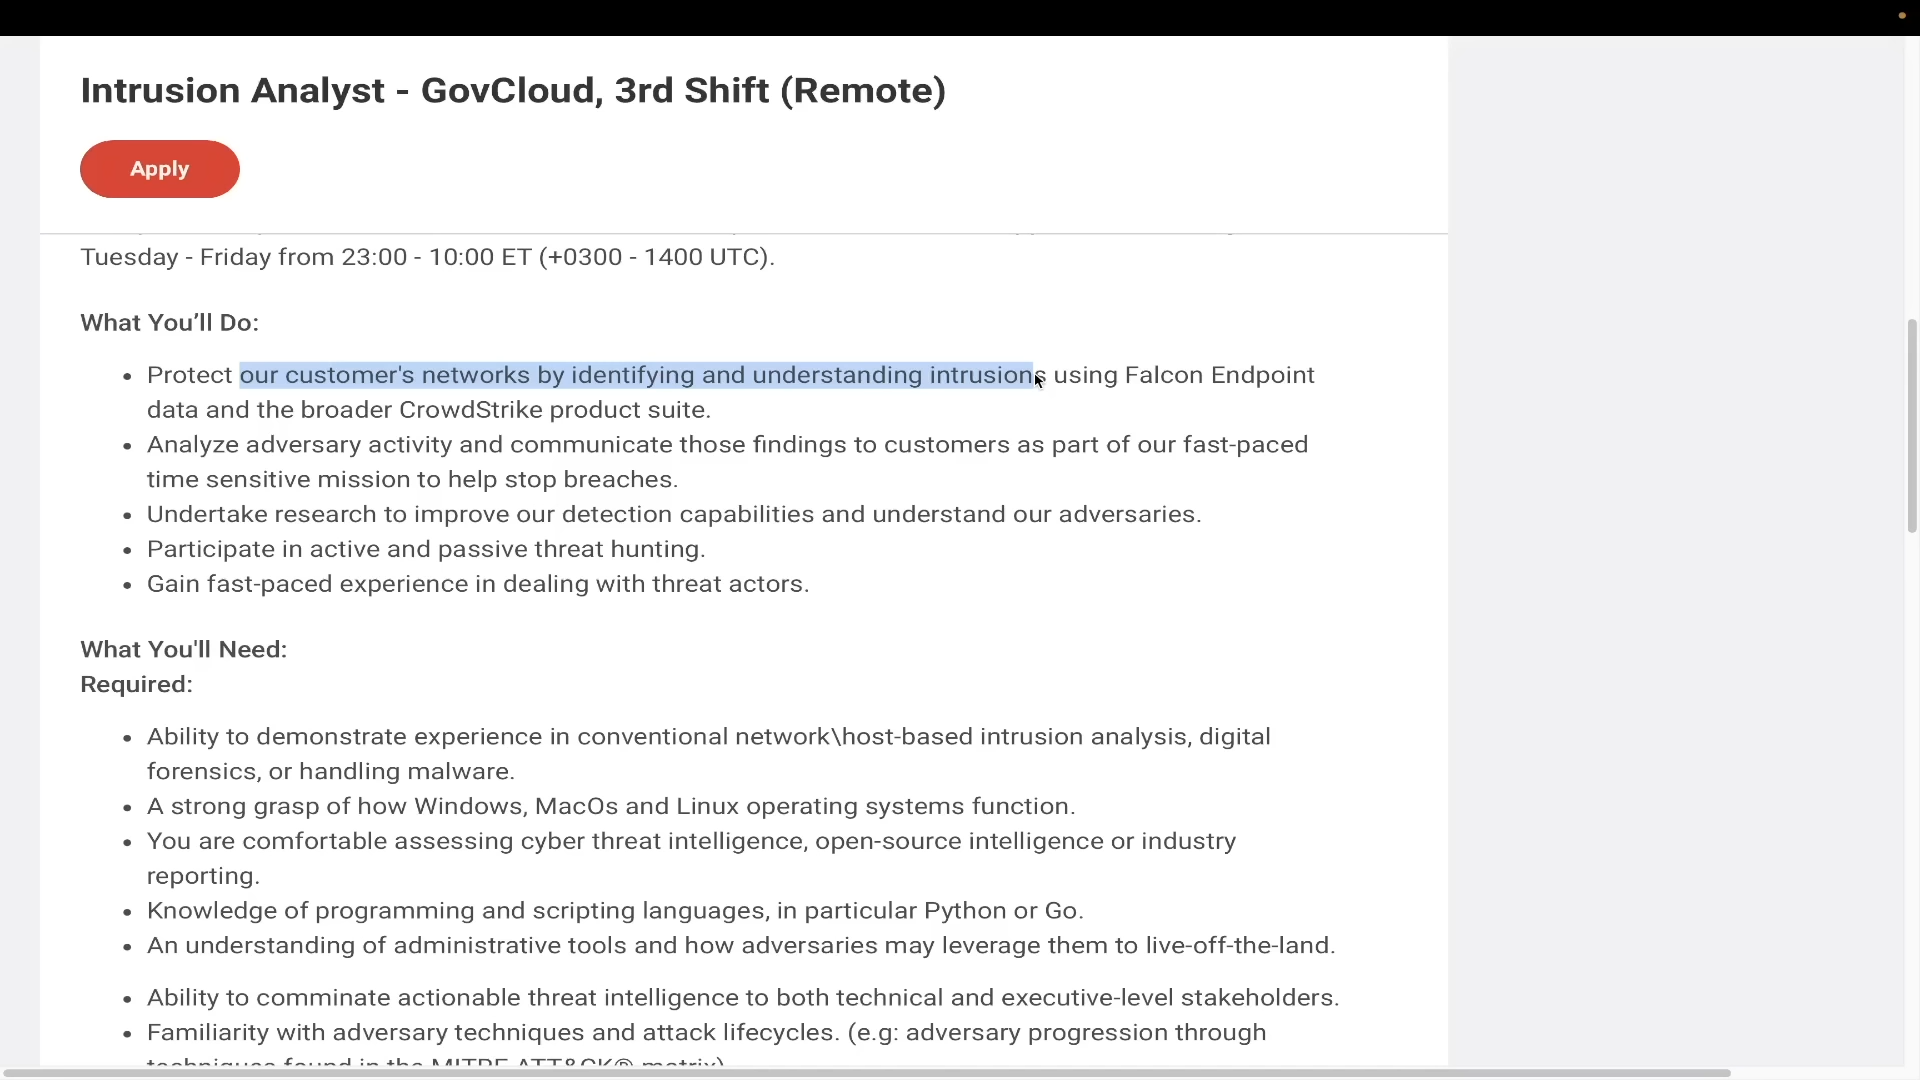 Intrusion Analyst - GovCloud, 3rd Shift (Remote)
Apply
Tuesday - Friday from 23:00 - 10:00 ET (+0300 - 1400 UTC).
What You’ll Do:
• Protect our customer's networks by identifying and understanding intrusions using Falcon Endpoint
data and the broader CrowdStrike product suite.
• Analyze adversary activity and communicate those findings to customers as part of our fast-paced
time sensitive mission to help stop breaches.
• Undertake research to improve our detection capabilities and understand our adversaries.
• Participate in active and passive threat hunting.
• Gain fast-paced experience in dealing with threat actors.
What You'll Need:
Required:
• Ability to demonstrate experience in conventional network\host-based intrusion analysis, digital
forensics, or handling malware.
• A strong grasp of how Windows, MacOs and Linux operating systems function.
• You are comfortable assessing cyber threat intelligence, open-source intelligence or industry
reporting.
• Knowledge of programming and scripting languages, in particular Python or Go.
• An understanding of administrative tools and how adversaries may leverage them to live-off-the-land.
• Ability to comminate actionable threat intelligence to both technical and executive-level stakeholders.
• Familiarity with adversary techniques and attack lifecycles. (e.g: adversary progression through
techniques found in the MITRE ATT&CK® matrix)